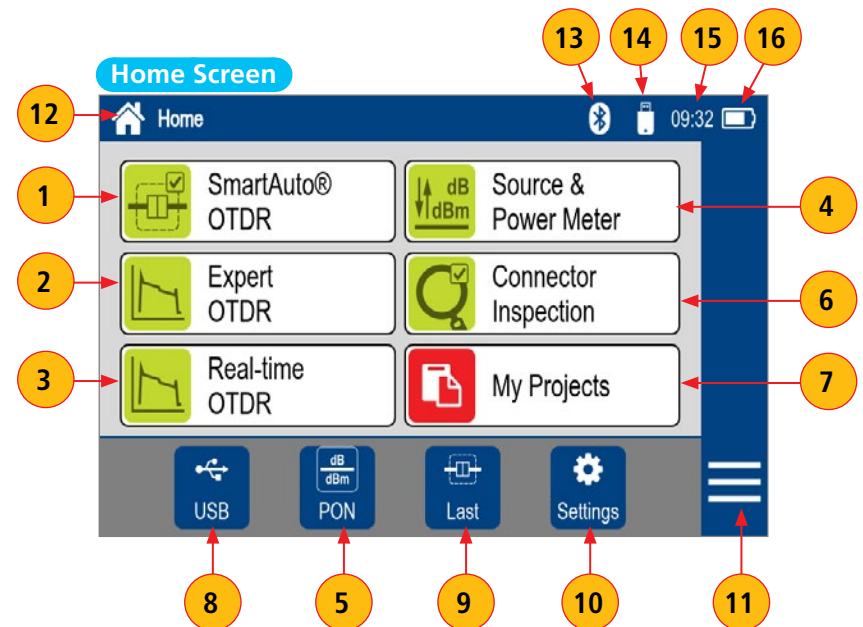 13 14 15 16
Home Screen
12
Home
09:32
1
SmartAuto®
OTDR
dB
dBm
Source &
Power Meter
4
2
Expert
OTDR
Connector
Inspection
6
3
Real-time
OTDR
My Projects
7
USB
dB
dBm
PON
Last
Settings
8 5 9 10 11